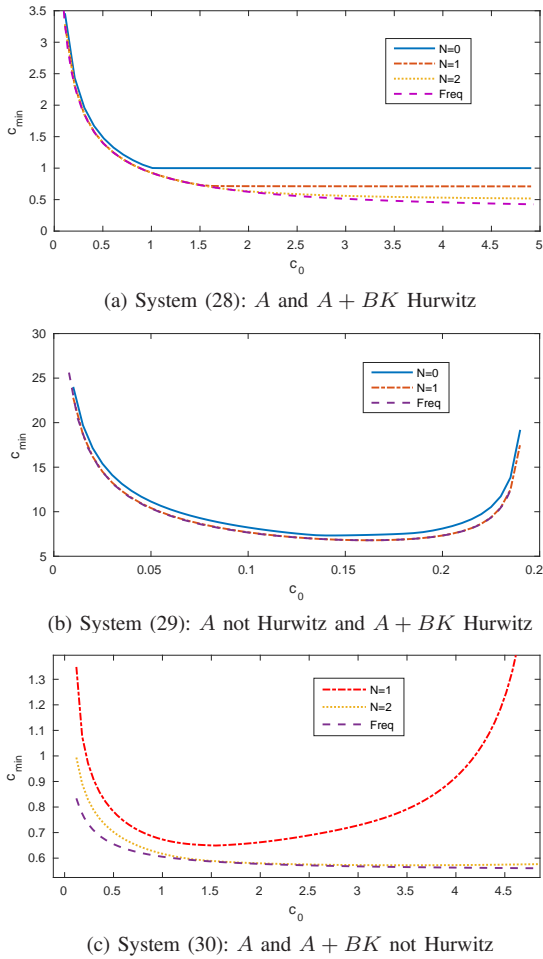 3.5
3
2.5
2
1.5
1
0.5
0
c_min
N=0
N=1
N=2
Freq
0 0.5 1 1.5 2 2.5 3 3.5 4 4.5 5
c_0
(a) System (28): A and A + BK Hurwitz
30
25
20
15
10
5
c_min
N=0
N=1
Freq
0 0.05 0.1 0.15 0.2 0.25
c_0
(b) System (29): A not Hurwitz and A + BK Hurwitz
1.3
1.2
1.1
1
0.9
0.8
0.7
0.6
c_min
N=1
N=2
Freq
0 0.5 1 1.5 2 2.5 3 3.5 4 4.5
c_0
(c) System (30): A and A + BK not Hurwitz